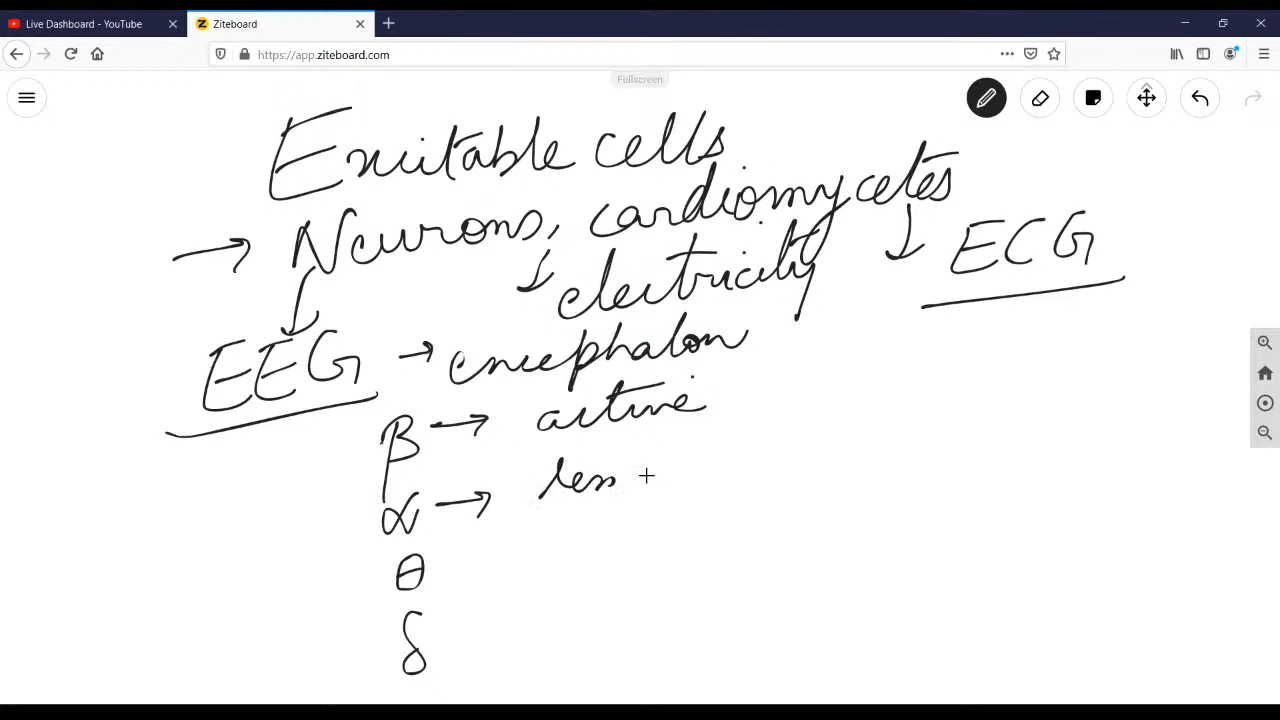 Live Dashboard - YouTube
Ziteboard
https://app.ziteboard.com
Fullscreen
Excitable cells
→ Neurons, cardiomycetes
↓ electricity ↓ ECG
↓
EEG → encephalon
β → active
α → less
θ
δ